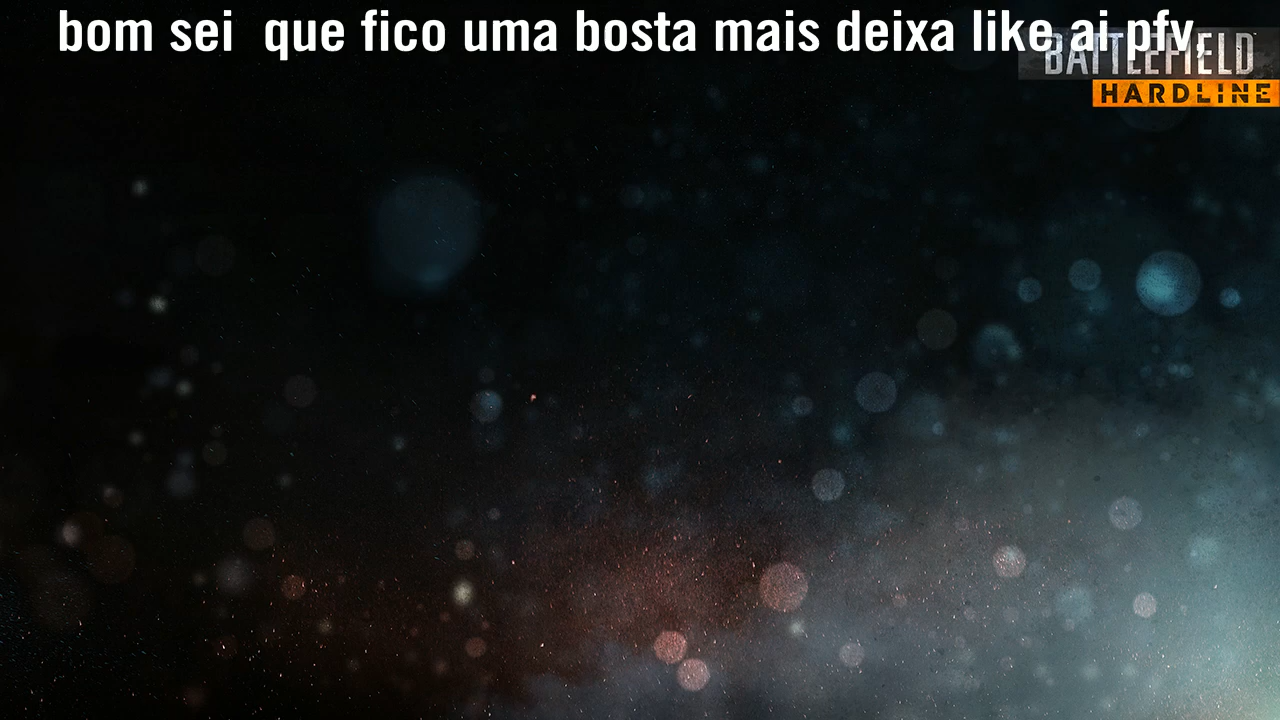 bom sei  que fico uma bosta mais deixa like ai pfv,
BATTLEFIELD
HARDLINE